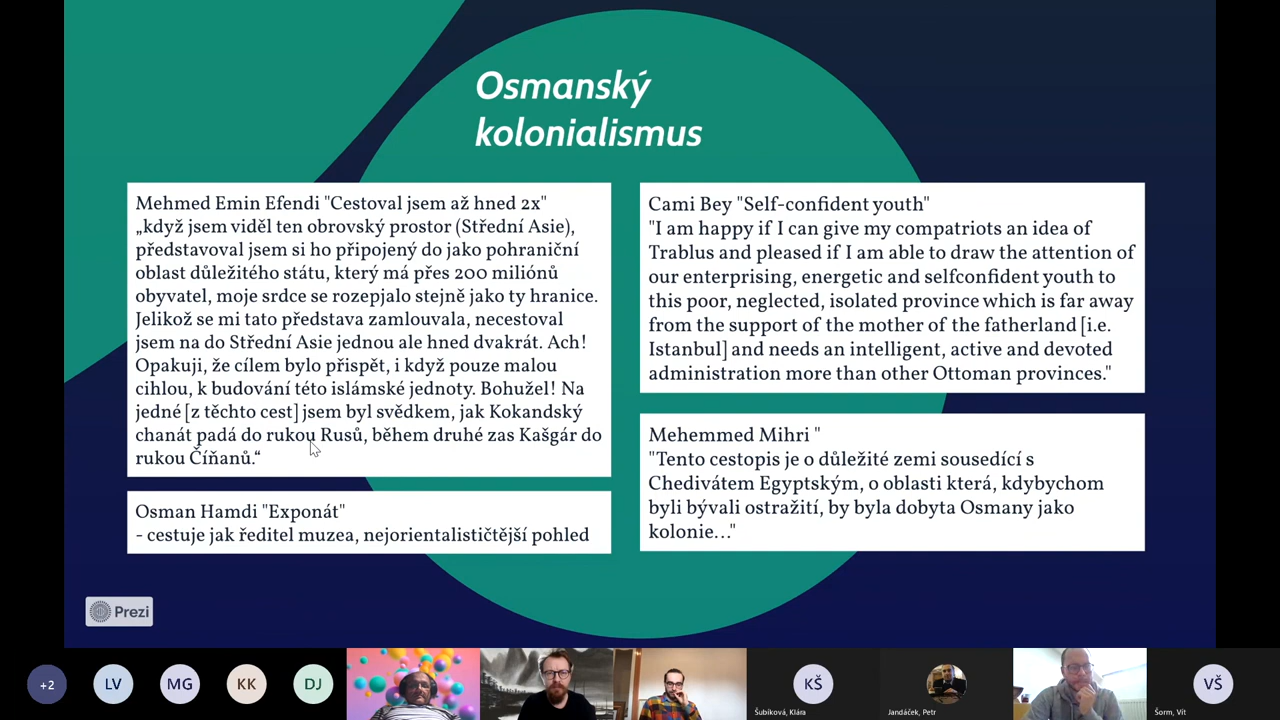 Osmanský
kolonialismus
Mehmed Emin Efendi "Cestoval jsem až hned 2x"
„když jsem viděl ten obrovský prostor (Střední Asie),
představoval jsem si ho připojený do jako pohraniční
oblast důležitého státu, který má přes 200 miliónů
obyvatel, moje srdce se rozepjalo stejně jako ty hranice.
Jelikož se mi tato představa zamlouvala, necestoval
jsem na do Střední Asie jednou ale hned dvakrát. Ach!
Opakuji, že cílem bylo přispět, i když pouze malou
cihlou, k budování této islámské jednoty. Bohužel! Na
jedné [z těchto cest] jsem byl svědkem, jak Kokandský
chanát padá do rukou Rusů, během druhé zas Kašgár do
rukou Číňanů.“
Osman Hamdi "Exponát"
- cestuje jak ředitel muzea, nejorientalističtější pohled
Cami Bey "Self-confident youth"
"I am happy if I can give my compatriots an idea of
Trablus and pleased if I am able to draw the attention of
our enterprising, energetic and selfconfident youth to
this poor, neglected, isolated province which is far away
from the support of the mother of the fatherland [i.e.
Istanbul] and needs an intelligent, active and devoted
administration more than other Ottoman provinces."
Mehemmed Mihri "
"Tento cestopis je o důležité zemi sousedící s
Chedivátem Egyptským, o oblasti která, kdybychom
byli bývali ostražití, by byla dobyta Osmany jako
kolonie…"
Prezi
+2
LV
MG
KK
DJ
KŠ
Šubíková, Klára
Jandáček, Petr
VŠ
Šorm, Vít